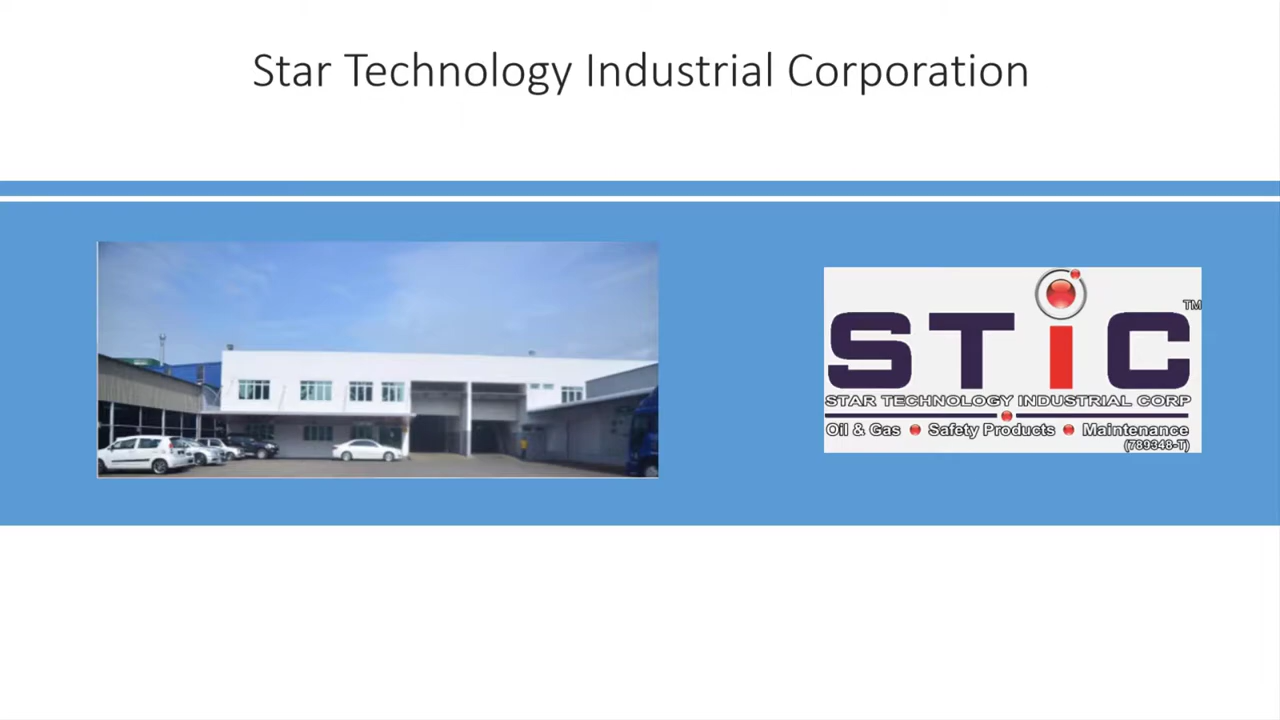 Star Technology Industrial Corporation
STiC
TM
STAR TECHNOLOGY INDUSTRIAL CORP
Oil & Gas Safety Products Maintenance
(789348-T)